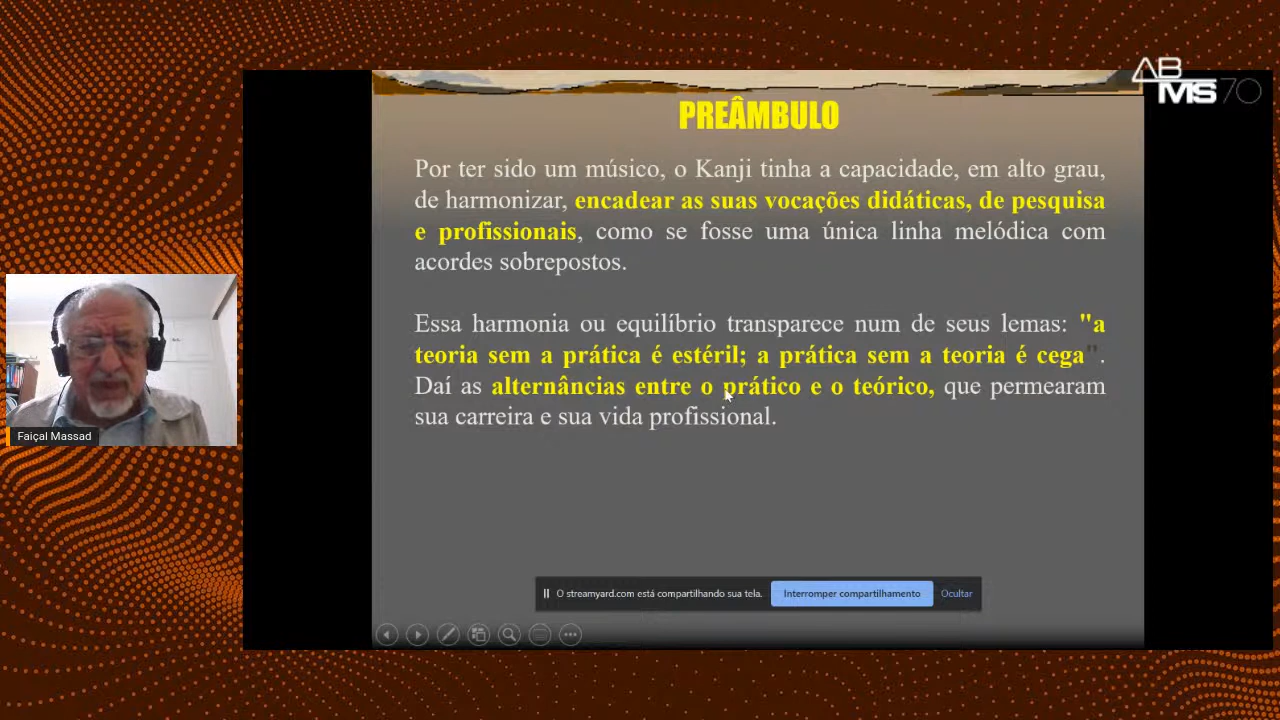 AB
MS 70
PREÂMBULO
Por ter sido um músico, o Kanji tinha a capacidade, em alto grau,
de harmonizar, encadear as suas vocações didáticas, de pesquisa
e profissionais, como se fosse uma única linha melódica com
acordes sobrepostos.
Essa harmonia ou equilíbrio transparece num de seus lemas: "a
teoria sem a prática é estéril; a prática sem a teoria é cega".
Daí as alternâncias entre o prático e o teórico, que permearam
sua carreira e sua vida profissional.
Faiçal Massad
O streamyard.com está compartilhando sua tela. Interromper compartilhamento Ocultar